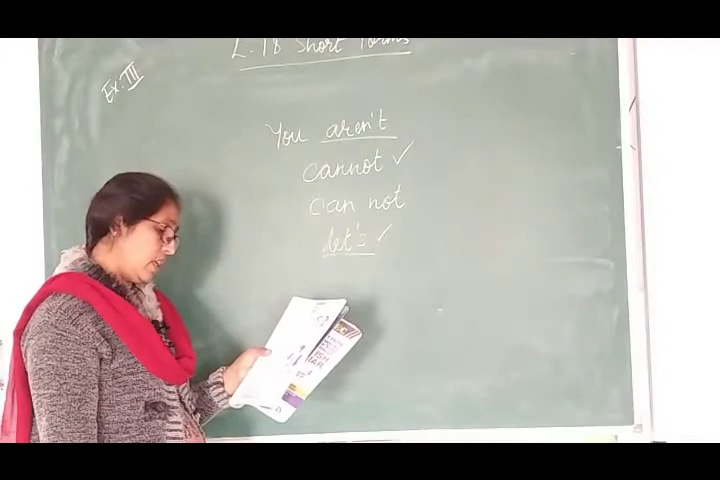 L-18 Short Forms
Ex. III
You aren't
cannot ✓
can not
let's ✓